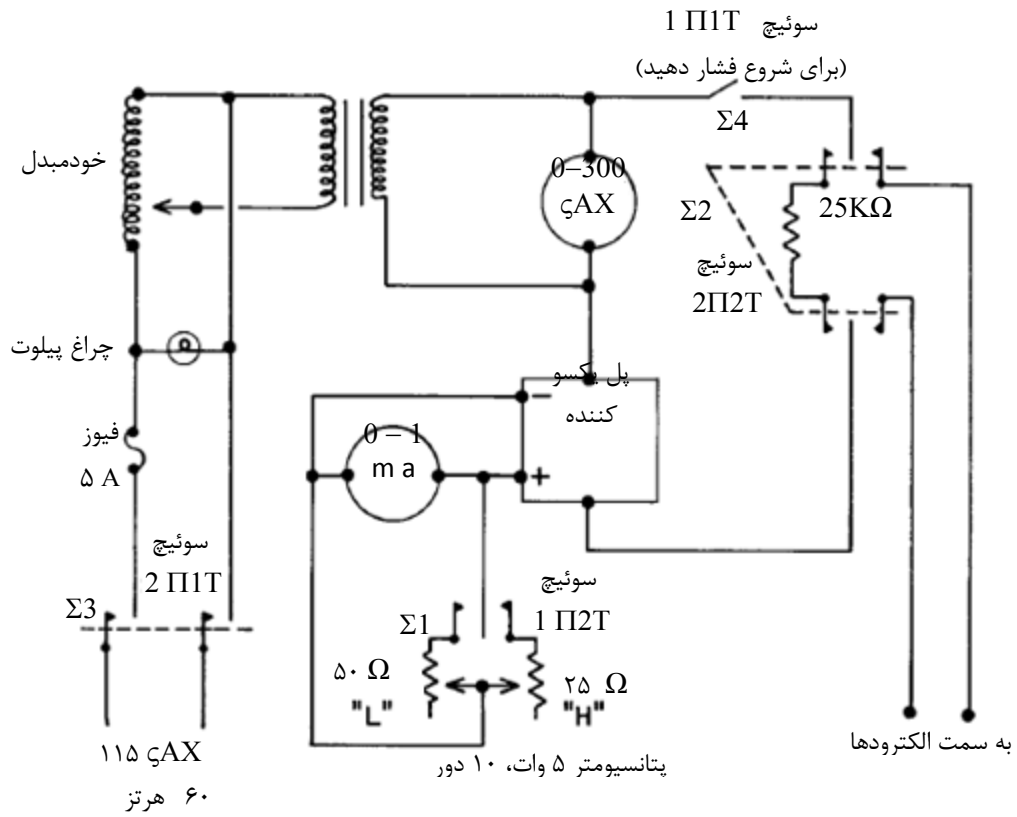 سوئیچ 1 Π1T
(برای شروع فشار دهید)
Σ4
خودمبدل
0–300
ςAX
Σ2
25KΩ
سوئیچ
2Π2T
چراغ پیلوت
پل یکسو
کننده
−
فیوز
۵ A
0 – 1
m a
+
سوئیچ
2 Π1T
Σ3
سوئیچ
1 Π2T
Σ1
۵۰ Ω
"L"
۲۵ Ω
"H"
۱۱۵ ςAX
۶۰ هرتز
پتانسیومتر ۵ وات، ۱۰ دور
به سمت الکترودها